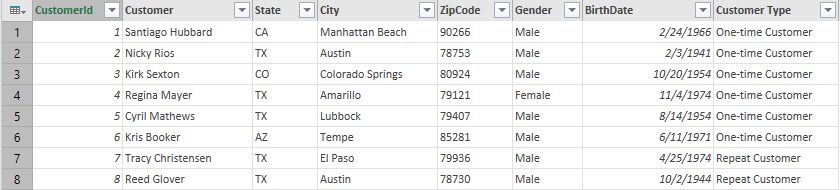 CustomerId Customer State City ZipCode Gender BirthDate Customer Type
1 1 Santiago Hubbard CA Manhattan Beach 90266 Male 2/24/1966 One-time Customer
2 2 Nicky Rios TX Austin 78753 Male 2/3/1941 One-time Customer
3 3 Kirk Sexton CO Colorado Springs 80924 Male 10/20/1954 One-time Customer
4 4 Regina Mayer TX Amarillo 79121 Female 11/4/1974 One-time Customer
5 5 Cyril Mathews TX Lubbock 79407 Male 8/14/1954 One-time Customer
6 6 Kris Booker AZ Tempe 85281 Male 6/11/1971 One-time Customer
7 7 Tracy Christensen TX El Paso 79936 Male 4/25/1974 Repeat Customer
8 8 Reed Glover TX Austin 78730 Male 10/2/1944 Repeat Customer